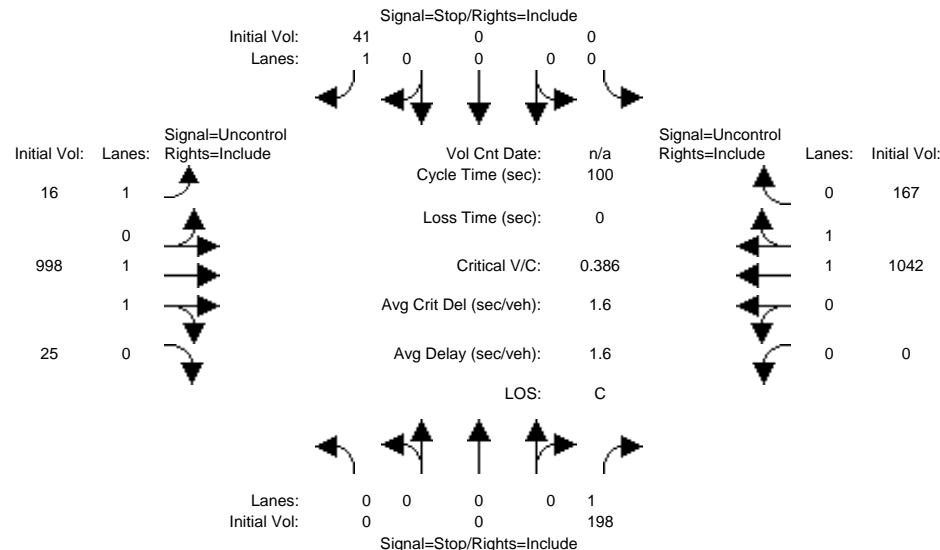 Signal=Stop/Rights=Include
Initial Vol: 41 0 0
Lanes: 1 0 0 0 0
Signal=Uncontrol Signal=Uncontrol
Initial Vol: Lanes: Rights=Include Vol Cnt Date: n/a Rights=Include Lanes: Initial Vol:
Cycle Time (sec): 100
16 1 0 167
Loss Time (sec): 0
0 1
998 1 Critical V/C: 0.386 1 1042
1 Avg Crit Del (sec/veh): 1.6 0
25 0 Avg Delay (sec/veh): 1.6 0 0
LOS: C
Lanes: 0 0 0 0 1
Initial Vol: 0 0 198
Signal=Stop/Rights=Include